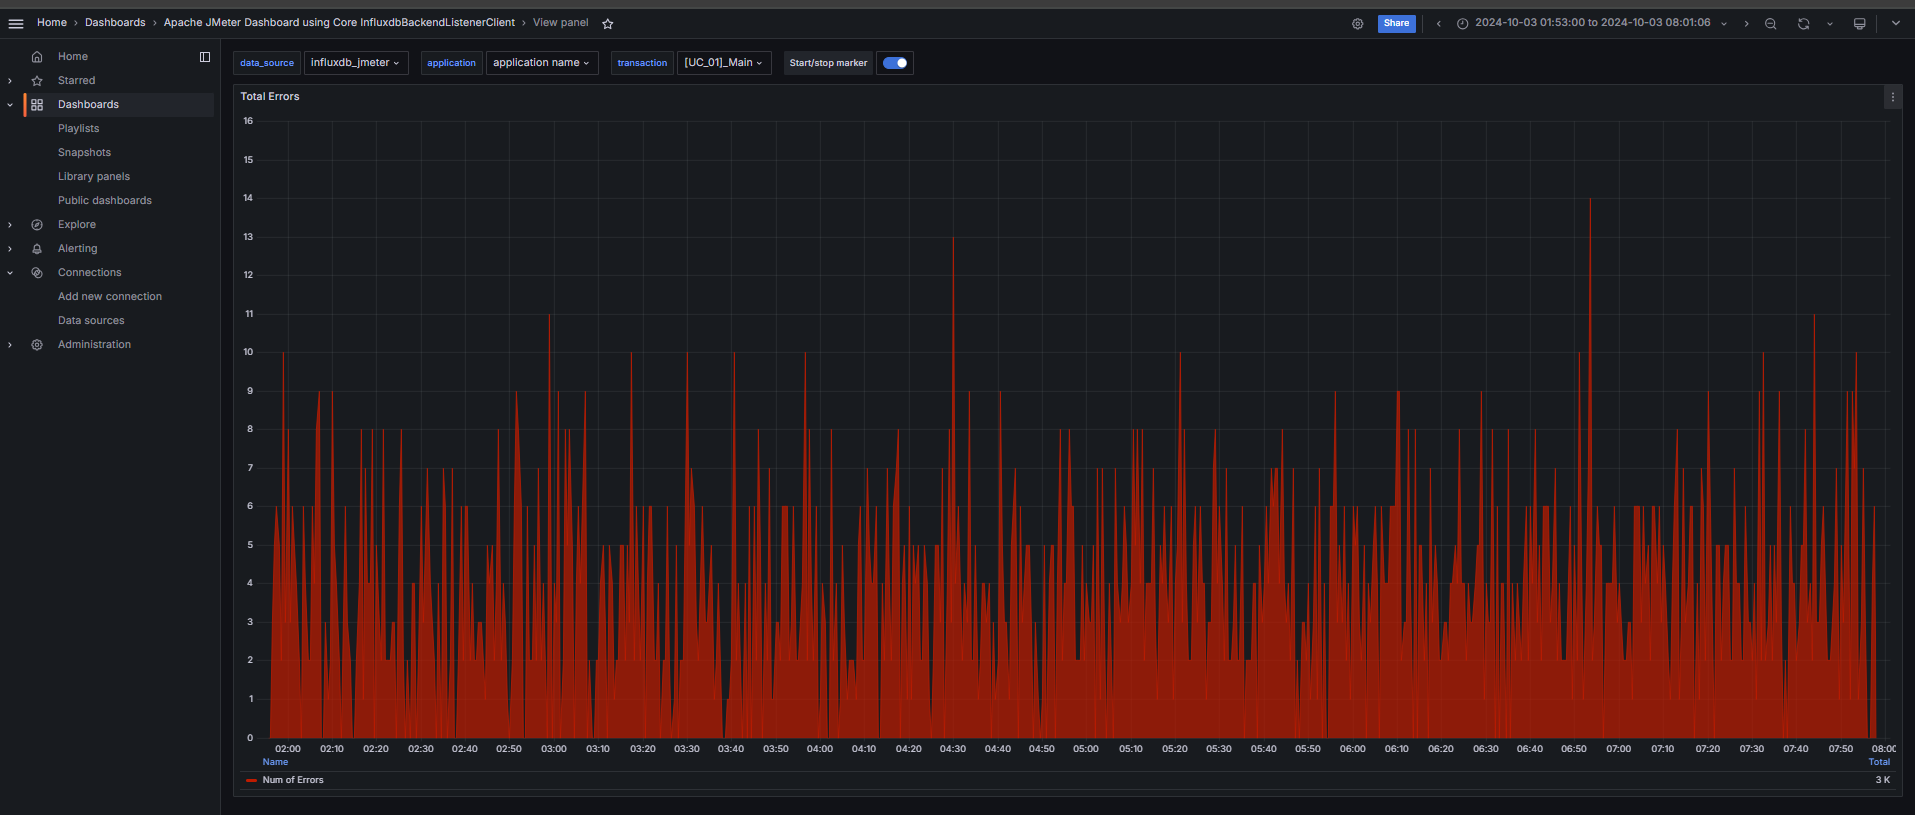 Home › Dashboards › Apache JMeter Dashboard using Core InfluxdbBackendListenerClient › View panel
Share
2024-10-03 01:53:00 to 2024-10-03 08:01:06
Home
Starred
Dashboards
Playlists
Snapshots
Library panels
Public dashboards
Explore
Alerting
Connections
Add new connection
Data sources
Administration
data_source influxdb_jmeter application application name transaction [UC_01]_Main Start/stop marker
Total Errors
16
15
14
13
12
11
10
9
8
7
6
5
4
3
2
1
0
02:00 02:10 02:20 02:30 02:40 02:50 03:00 03:10 03:20 03:30 03:40 03:50 04:00 04:10 04:20 04:30 04:40 04:50 05:00 05:10 05:20 05:30 05:40 05:50 06:00 06:10 06:20 06:30 06:40 06:50 07:00 07:10 07:20 07:30 07:40 07:50 08:00
Name Total
Num of Errors 3 K